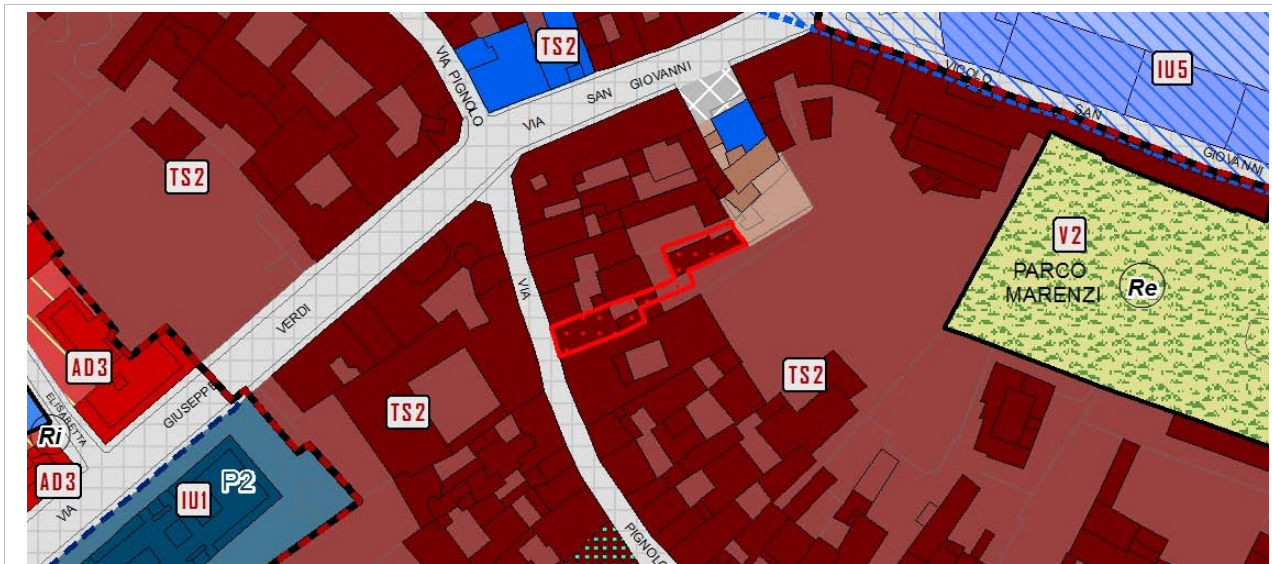 TS2
VIA PIGNOLO
VIA SAN GIOVANNI
VICOLO SAN GIOVANNI
IU5
TS2
V2
PARCO
MARENZI
Re
VIA PIGNOLO
TS2
TS2
AD3
VIA GIUSEPPE VERDI
ELISABETTA
Ri
AD3
IU1
P2